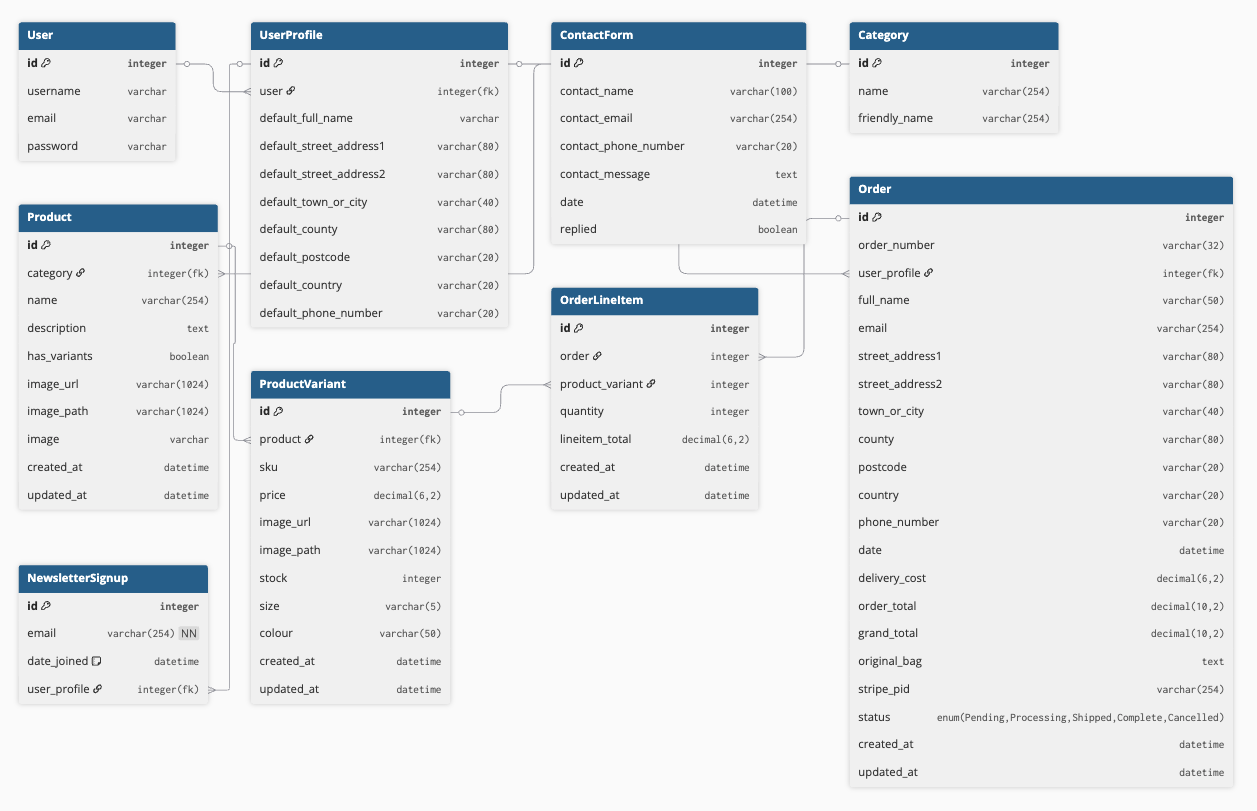 User
id integer
username varchar
email varchar
password varchar
UserProfile
id integer
user integer(fk)
default_full_name varchar
default_street_address1 varchar(80)
default_street_address2 varchar(80)
default_town_or_city varchar(40)
default_county varchar(80)
default_postcode varchar(20)
default_country varchar(20)
default_phone_number varchar(20)
ContactForm
id integer
contact_name varchar(100)
contact_email varchar(254)
contact_phone_number varchar(20)
contact_message text
date datetime
replied boolean
Category
id integer
name varchar(254)
friendly_name varchar(254)
Product
id integer
category integer(fk)
name varchar(254)
description text
has_variants boolean
image_url varchar(1024)
image_path varchar(1024)
image varchar
created_at datetime
updated_at datetime
ProductVariant
id integer
product integer(fk)
sku varchar(254)
price decimal(6,2)
image_url varchar(1024)
image_path varchar(1024)
stock integer
size varchar(5)
colour varchar(50)
created_at datetime
updated_at datetime
OrderLineItem
id integer
order integer
product_variant integer
quantity integer
lineitem_total decimal(6,2)
created_at datetime
updated_at datetime
Order
id integer
order_number varchar(32)
user_profile integer(fk)
full_name varchar(50)
email varchar(254)
street_address1 varchar(80)
street_address2 varchar(80)
town_or_city varchar(40)
county varchar(80)
postcode varchar(20)
country varchar(20)
phone_number varchar(20)
date datetime
delivery_cost decimal(6,2)
order_total decimal(10,2)
grand_total decimal(10,2)
original_bag text
stripe_pid varchar(254)
status enum(Pending,Processing,Shipped,Complete,Cancelled)
created_at datetime
updated_at datetime
NewsletterSignup
id integer
email varchar(254) NN
date_joined datetime
user_profile integer(fk)